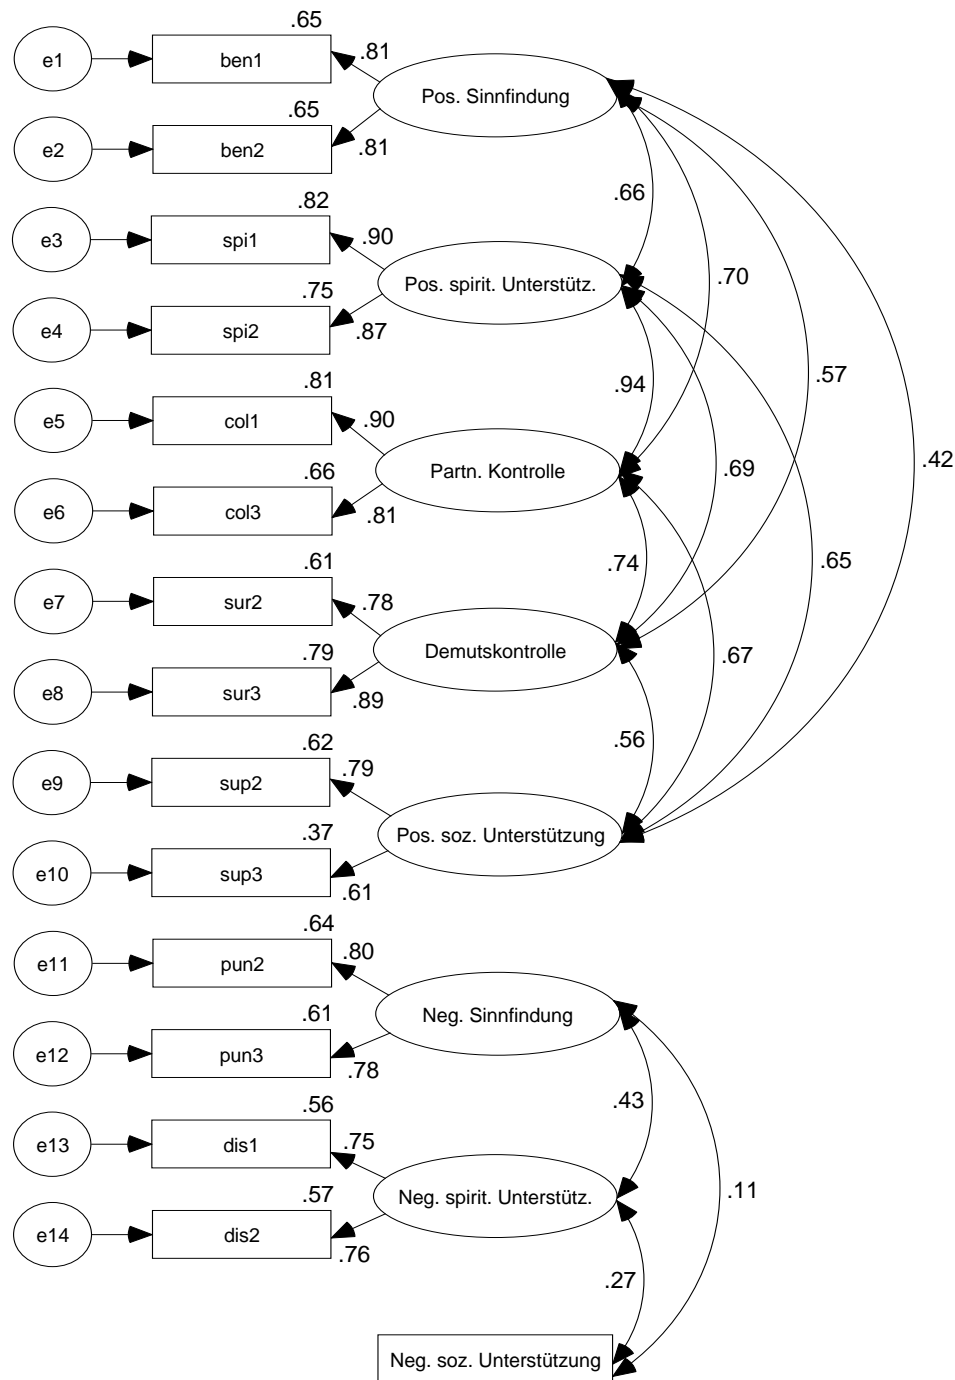 .65
e1 ben1 .81 Pos. Sinnfindung
.65
e2 ben2 .81
.66
.82
e3 spi1 .90
Pos. spirit. Unterstütz. .70
.75
e4 spi2 .87
.94 .57
.81
e5 col1 .90
Partn. Kontrolle .69 .42
.66
e6 col3 .81
.74 .65
.61
e7 sur2 .78
Demutskontrolle .67
.79
e8 sur3 .89
.56
.62
e9 sup2 .79
Pos. soz. Unterstützung
.37
e10 sup3 .61
.64
e11 pun2 .80
Neg. Sinnfindung
.61
e12 pun3 .78
.43
.56
e13 dis1 .75
Neg. spirit. Unterstütz. .11
.57
e14 dis2 .76
.27
Neg. soz. Unterstützung